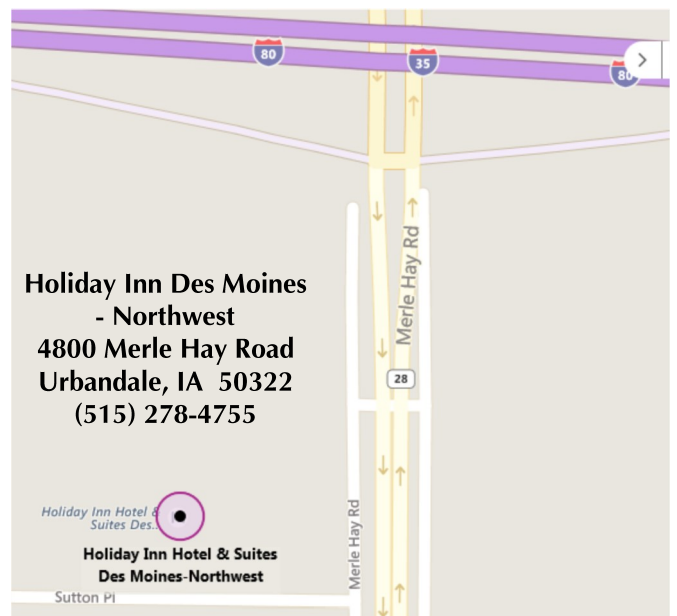 80
35
80
Merle Hay Rd
Holiday Inn Des Moines
- Northwest
4800 Merle Hay Road
Urbandale, IA  50322
(515) 278-4755
28
Holiday Inn Hotel &
Suites Des..
Merle Hay Rd
Holiday Inn Hotel & Suites
Des Moines-Northwest
Sutton Pl